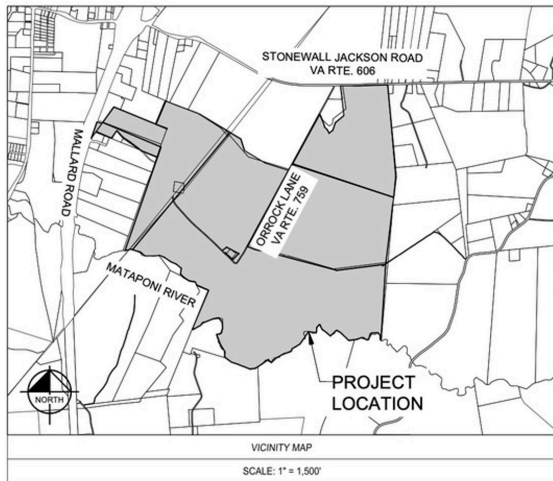 STONEWALL JACKSON ROAD
VA RTE. 606
MALLARD ROAD
ORROCK LANE
VA RTE. 759
MATAPONI RIVER
NORTH
PROJECT
LOCATION
VICINITY MAP
SCALE: 1" = 1,500'